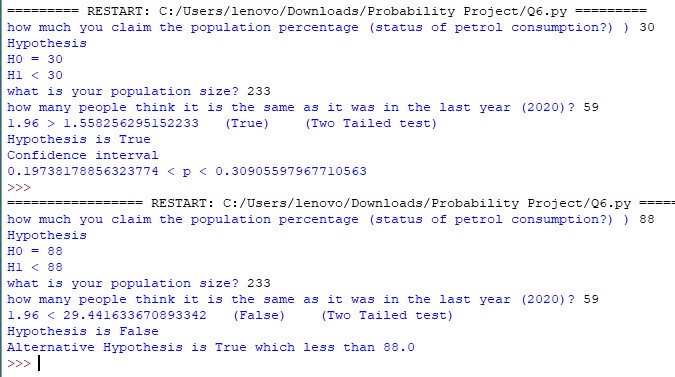 ========= RESTART: C:/Users/lenovo/Downloads/Probability Project/Q6.py =========
how much you claim the population percentage (status of petrol consumption?) ) 30
Hypothesis
H0 = 30
H1 < 30
what is your population size? 233
how many people think it is the same as it was in the last year (2020)? 59
1.96 > 1.558256295152233   (True)     (Two Tailed test)
Hypothesis is True
Confidence interval
0.19738178856323774 < p < 0.30905597967710563
>>>
================= RESTART: C:/Users/lenovo/Downloads/Probability Project/Q6.py =====
how much you claim the population percentage (status of petrol consumption?) ) 88
Hypothesis
H0 = 88
H1 < 88
what is your population size? 233
how many people think it is the same as it was in the last year (2020)? 59
1.96 < 29.441633670893342   (False)     (Two Tailed test)
Hypothesis is False
Alternative Hypothesis is True which less than 88.0
>>>